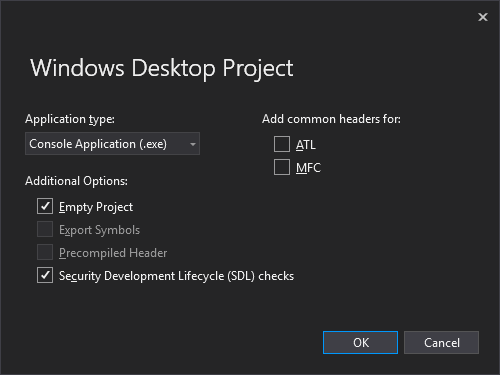 Windows Desktop Project
Application type:
Console Application (.exe)
Additional Options:
Empty Project
Export Symbols
Precompiled Header
Security Development Lifecycle (SDL) checks
Add common headers for:
ATL
MFC
OK
Cancel